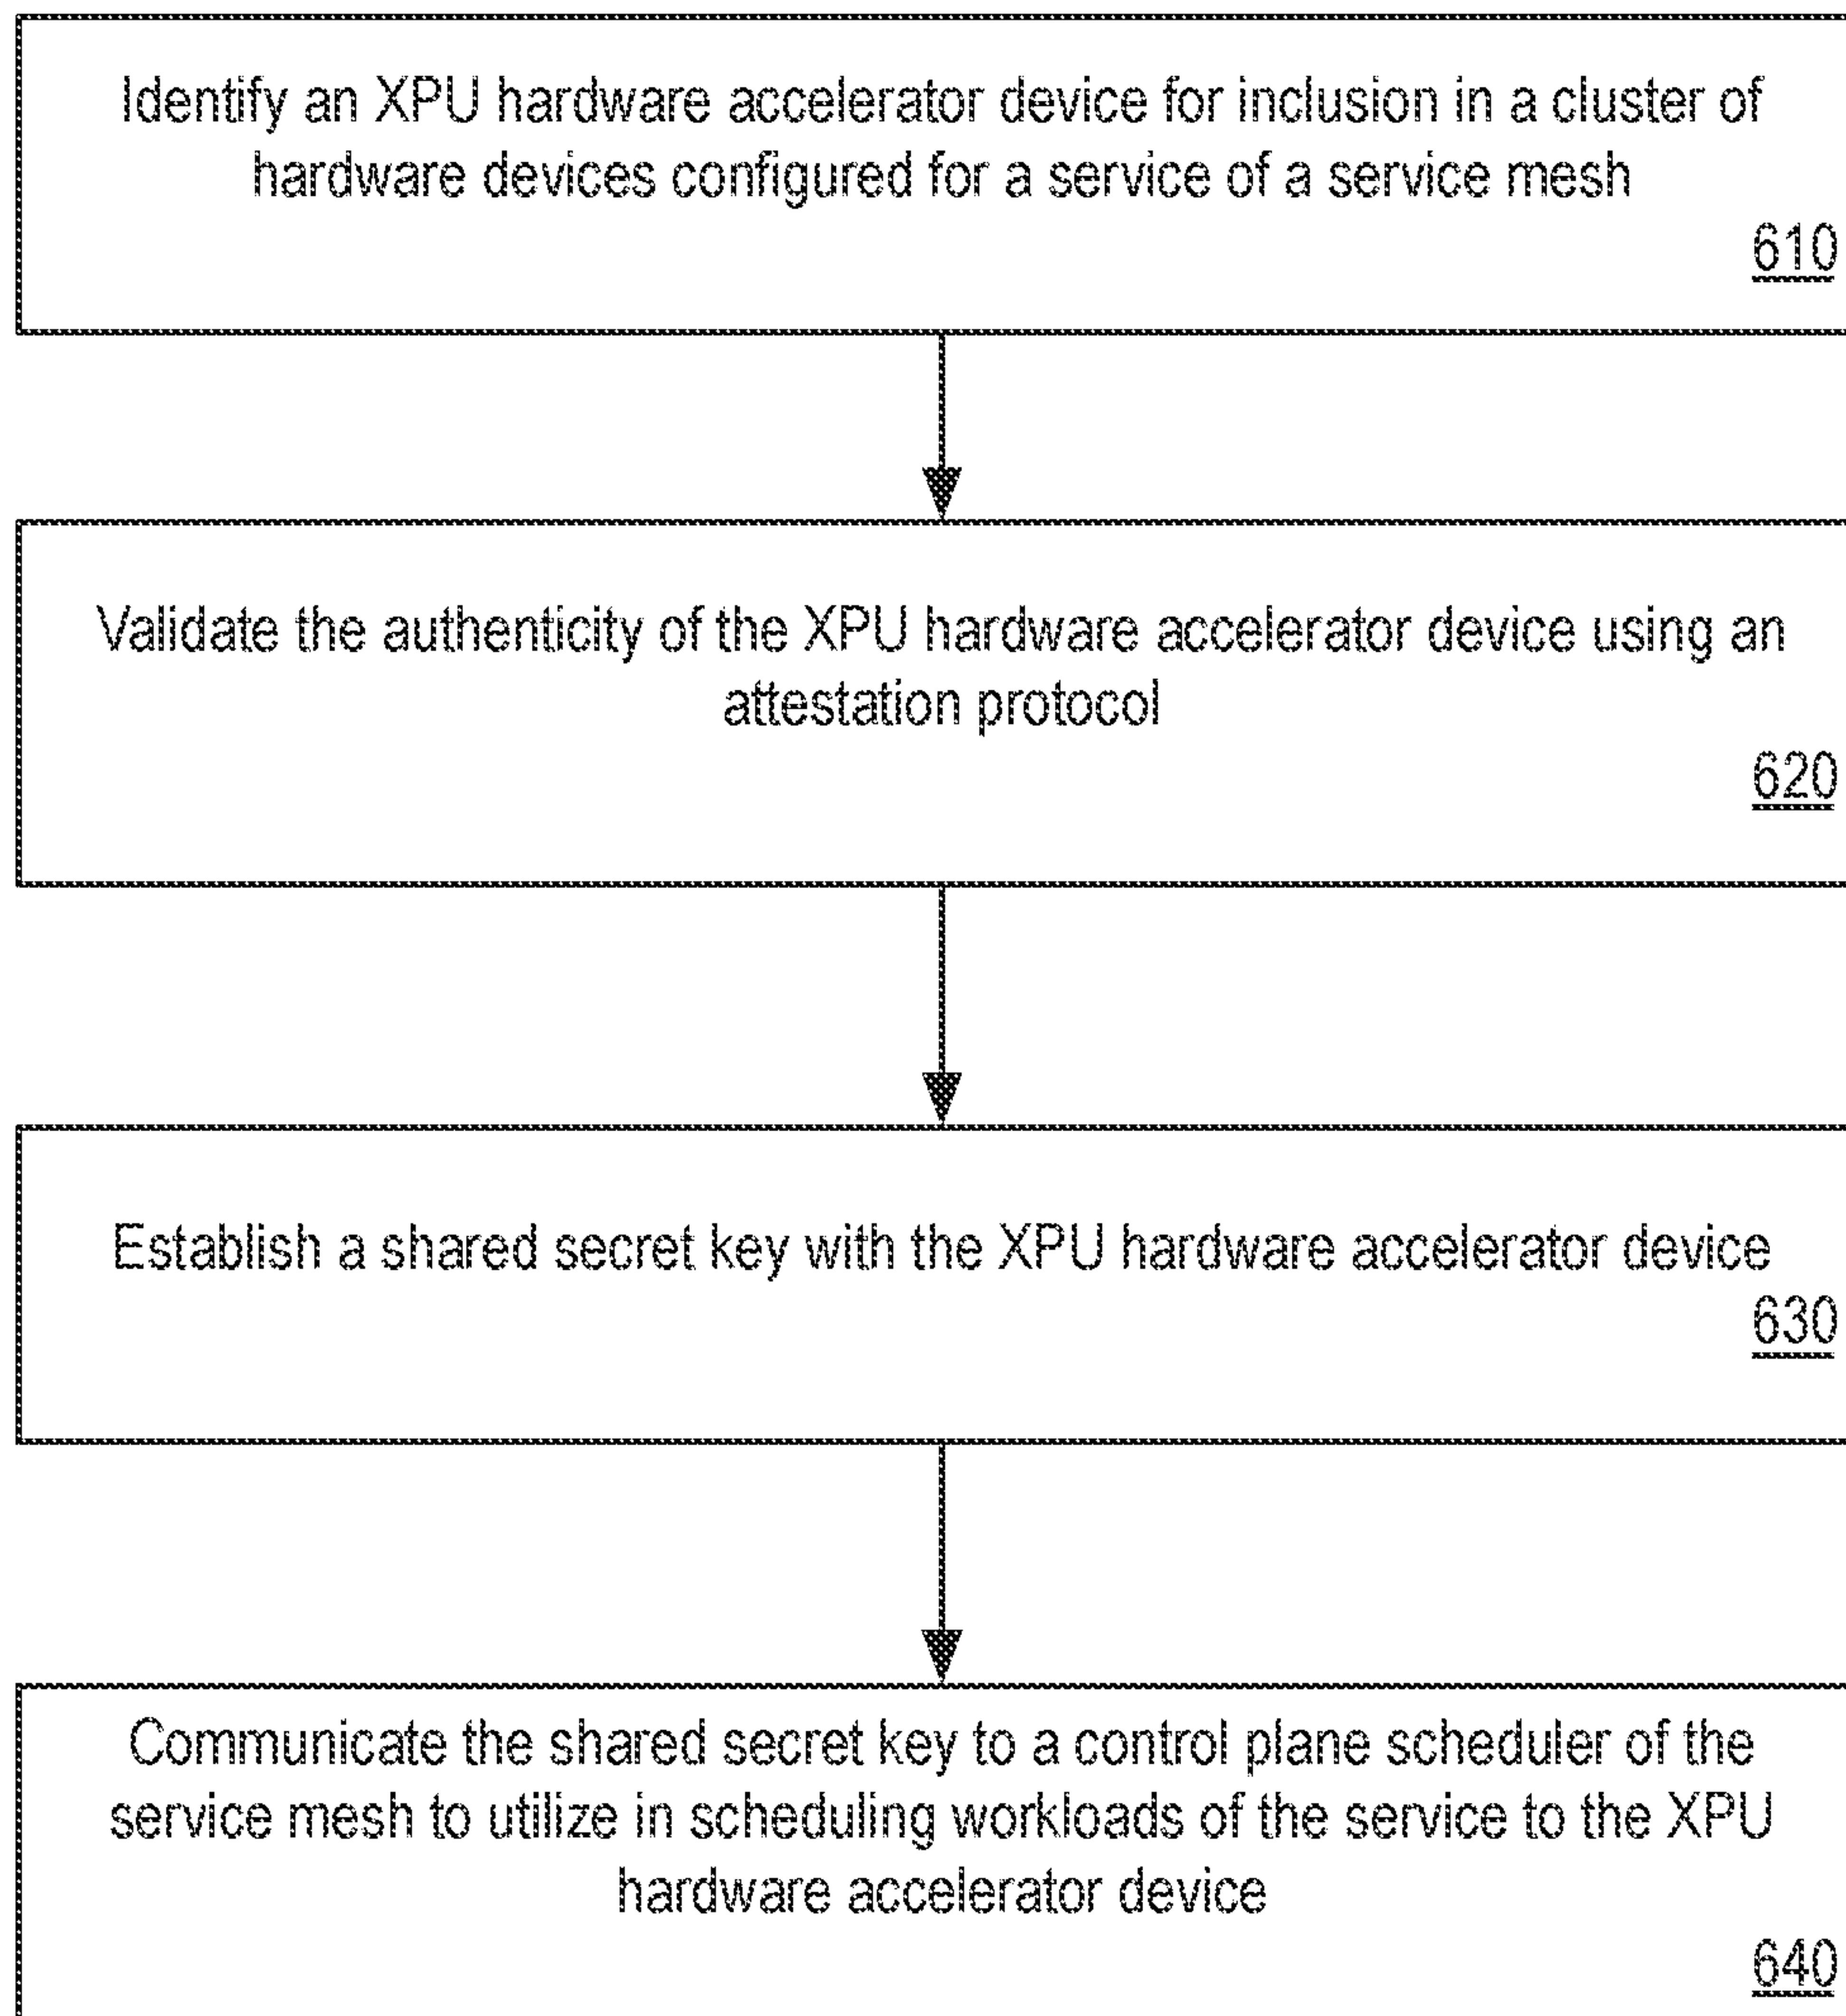 Identify an XPU hardware accelerator device for inclusion in a cluster of
hardware devices configured for a service of a service mesh
610
Validate the authenticity of the XPU hardware accelerator device using an
attestation protocol
620
Establish a shared secret key with the XPU hardware accelerator device
630
Communicate the shared secret key to a control plane scheduler of the
service mesh to utilize in scheduling workloads of the service to the XPU
hardware accelerator device
640